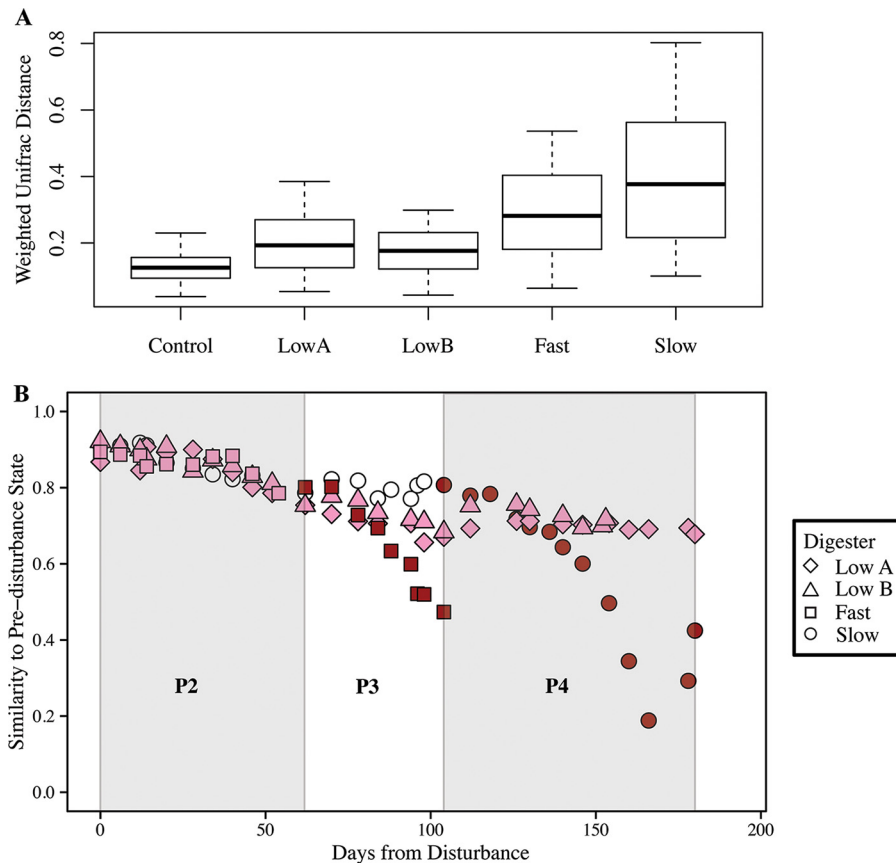 A
Weighted Unifrac Distance
0.8
0.6
0.4
0.2
Control LowA LowB Fast Slow
B
Similarity to Pre-disturbance State
1.0
0.8
0.6
0.4
0.2
0.0
P2 P3 P4
0 50 100 150 200
Days from Disturbance
Digester
Low A
Low B
Fast
Slow